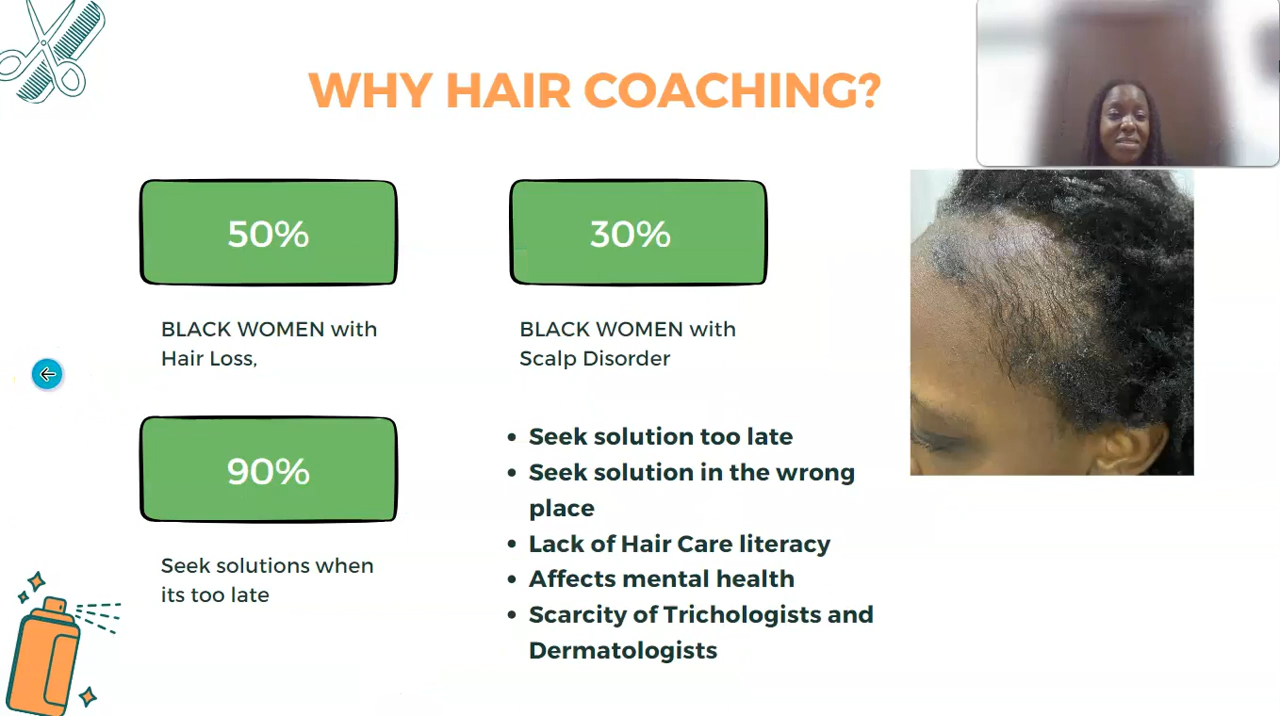 WHY HAIR COACHING?
50%
30%
BLACK WOMEN with
Hair Loss,
BLACK WOMEN with
Scalp Disorder
90%
Seek solutions when
its too late
• Seek solution too late
• Seek solution in the wrong
place
• Lack of Hair Care literacy
• Affects mental health
• Scarcity of Trichologists and
Dermatologists